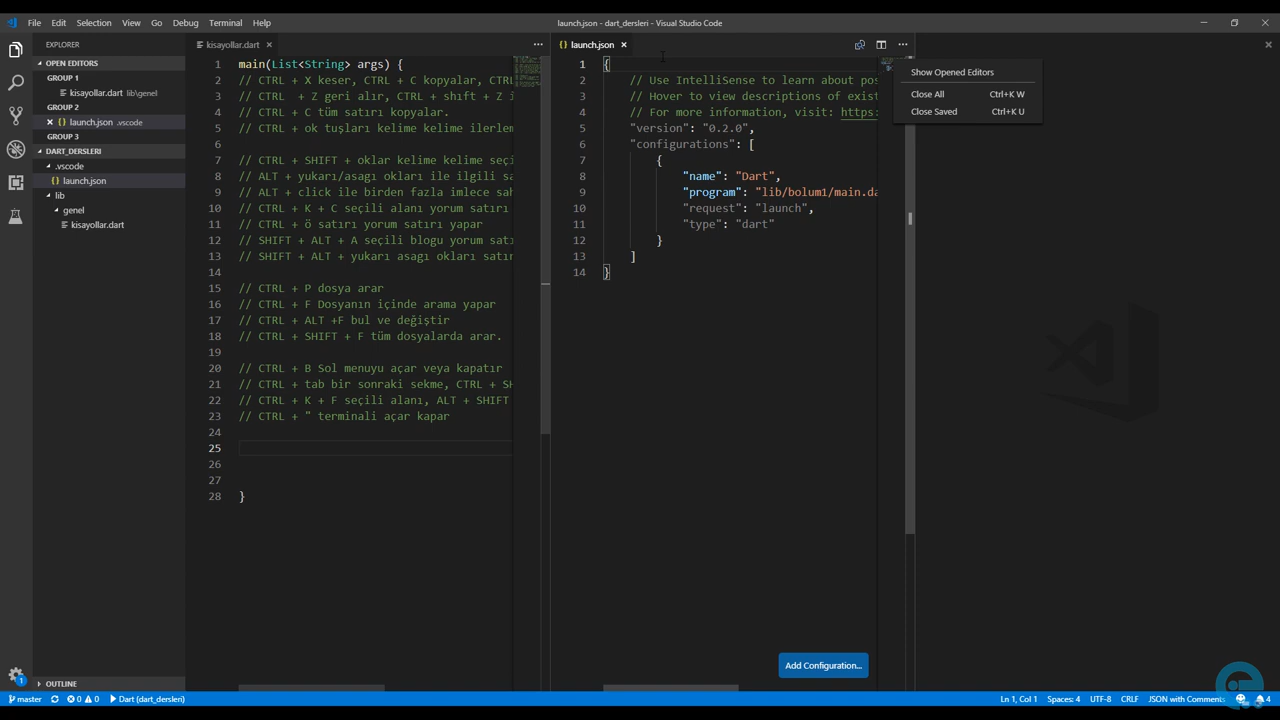 File Edit Selection View Go Debug Terminal Help
launch.json - dart_dersleri - Visual Studio Code
EXPLORER
OPEN EDITORS
GROUP 1
kisayollar.dart lib\genel
GROUP 2
launch.json .vscode
GROUP 3
DART_DERSLERI
.vscode
launch.json
lib
genel
kisayollar.dart
OUTLINE
kisayollar.dart
1 main(List<String> args) {
2 // CTRL + X keser, CTRL + C kopyalar, CTR
3 // CTRL + Z geri alır, CTRL + shıft + Z i
4 // CTRL + C tüm satırı kopyalar.
5 // CTRL + ok tuşları kelime kelime ilerlem
6
7 // CTRL + SHIFT + oklar kelime kelime seçi
8 // ALT + yukarı/asagı okları ile ilgili sa
9 // ALT + click ile birden fazla imlece sah
10 // CTRL + K + C seçili alanı yorum satırı
11 // CTRL + ö satırı yorum satırı yapar
12 // SHIFT + ALT + A seçili blogu yorum satı
13 // SHIFT + ALT + yukarı asagı okları satır
14
15 // CTRL + P dosya arar
16 // CTRL + F Dosyanın içinde arama yapar
17 // CTRL + ALT +F bul ve değiştir
18 // CTRL + SHIFT + F tüm dosyalarda arar.
19
20 // CTRL + B Sol menuyu açar veya kapatır
21 // CTRL + tab bir sonraki sekme, CTRL + SH
22 // CTRL + K + F seçili alanı, ALT + SHIFT
23 // CTRL + " terminali açar kapar
24
25
26
27
28 }
{} launch.json
1 {
2 // Use IntelliSense to learn about pos
3 // Hover to view descriptions of exist
4 // For more information, visit: https:
5 "version": "0.2.0",
6 "configurations": [
7 {
8 "name": "Dart",
9 "program": "lib/bolum1/main.da
10 "request": "launch",
11 "type": "dart"
12 }
13 ]
14 }
Show Opened Editors
Close All Ctrl+K W
Close Saved Ctrl+K U
Add Configuration...
1
master 0 0 Dart (dart_dersleri)
Ln 1, Col 1 Spaces: 4 UTF-8 CRLF JSON with Comments 4